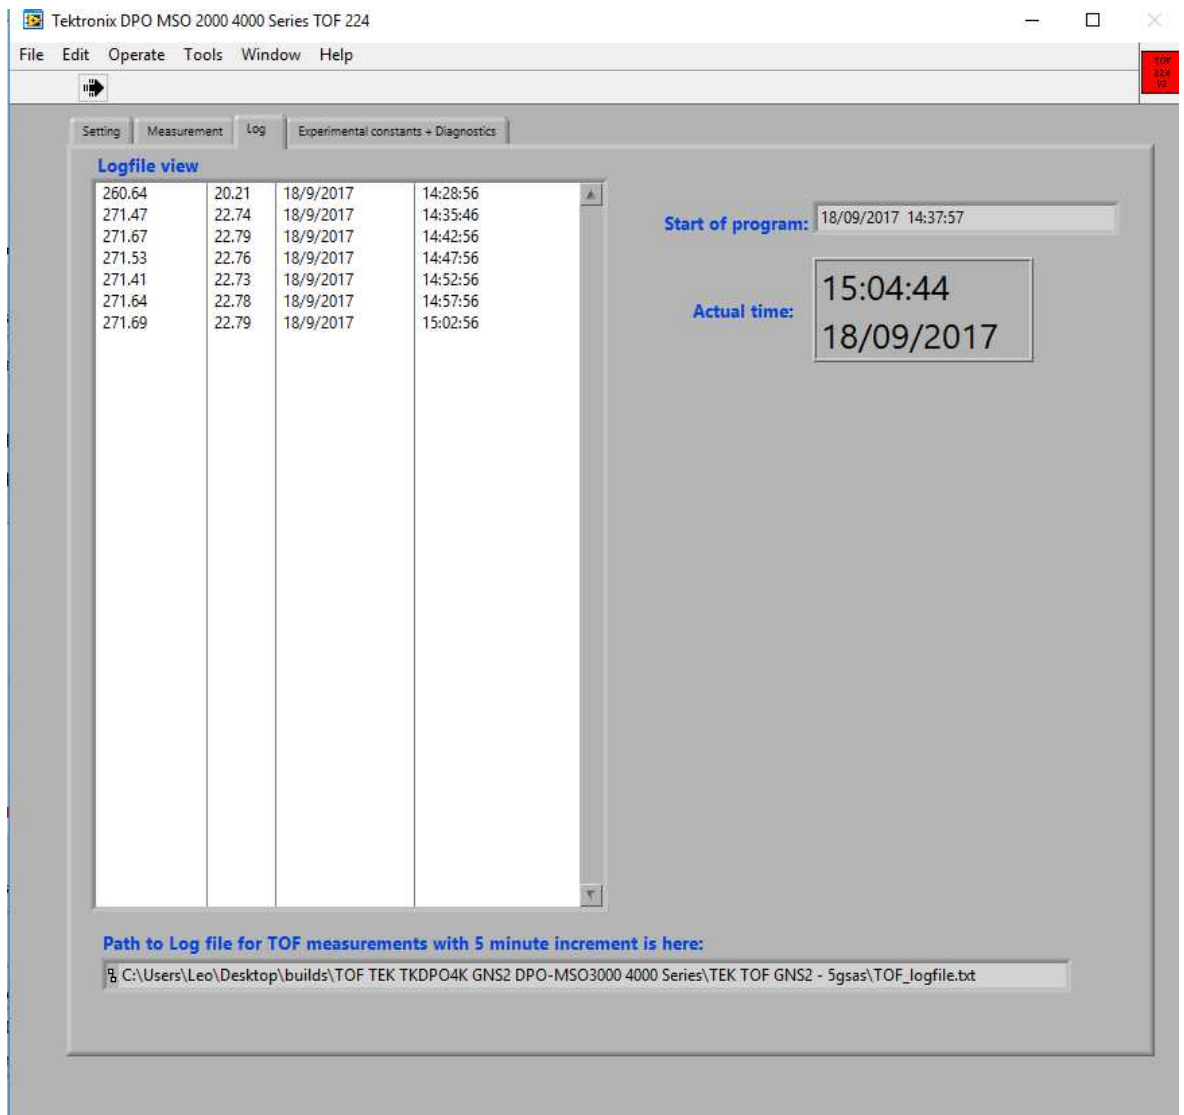 Tektronix DPO MSO 2000 4000 Series TOF 224
File Edit Operate Tools Window Help
TOF
224
Setting Measurement Log Experimental constants + Diagnostics
Logfile view
260.64 20.21 18/9/2017 14:28:56
271.47 22.74 18/9/2017 14:35:46
271.67 22.79 18/9/2017 14:42:56
271.53 22.76 18/9/2017 14:47:56
271.41 22.73 18/9/2017 14:52:56
271.64 22.78 18/9/2017 14:57:56
271.69 22.79 18/9/2017 15:02:56
Start of program: 18/09/2017 14:37:57
Actual time: 15:04:44
18/09/2017
Path to Log file for TOF measurements with 5 minute increment is here:
C:\Users\Leo\Desktop\builds\TOF TEK TKDPO4K GNS2 DPO-MSO3000 4000 Series\TEK TOF GNS2 - 5gsas\TOF_logfile.txt